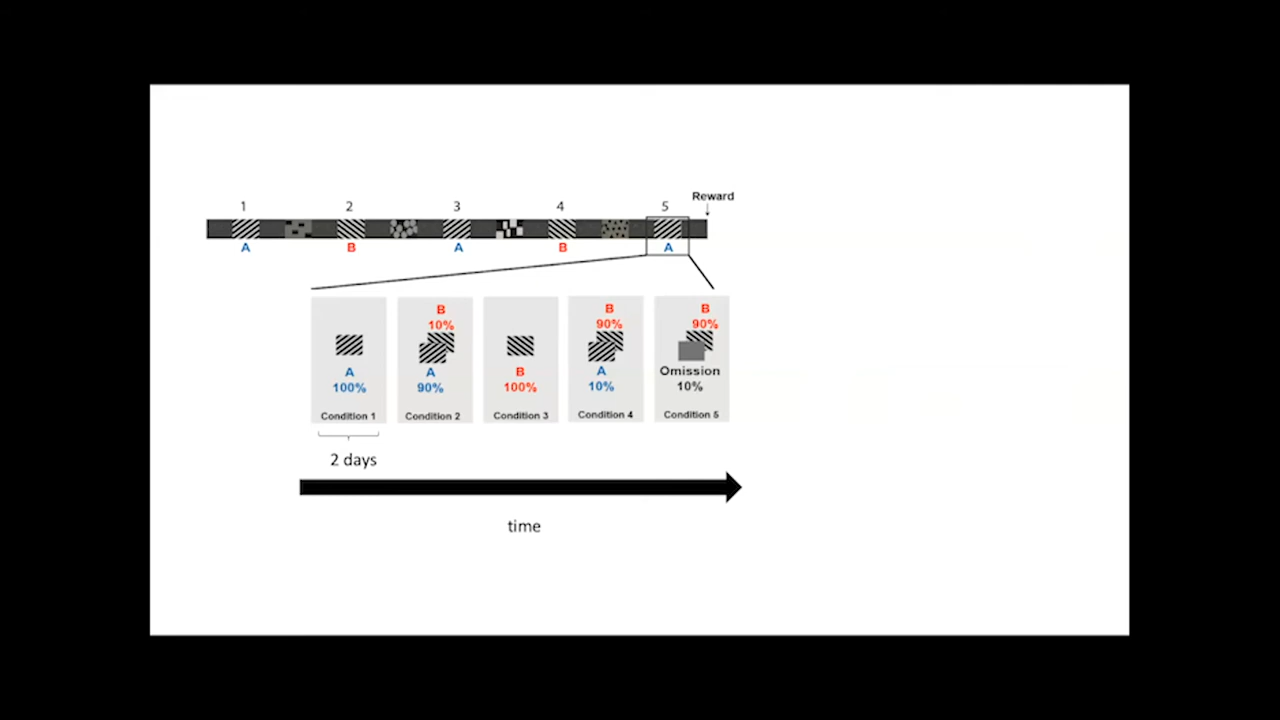 Reward
1 2 3 4 5
A B A B A
B
10%
A
100%
A
90%
B
100%
B
90%
A
10%
B
90%
Omission
10%
Condition 1 Condition 2 Condition 3 Condition 4 Condition 5
2 days
time